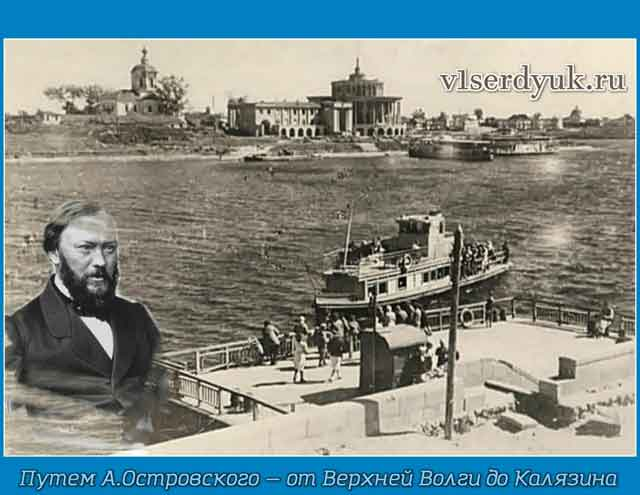 vlserdyuk.ru
Путем А.Островского – от Верхней Волги до Калязина